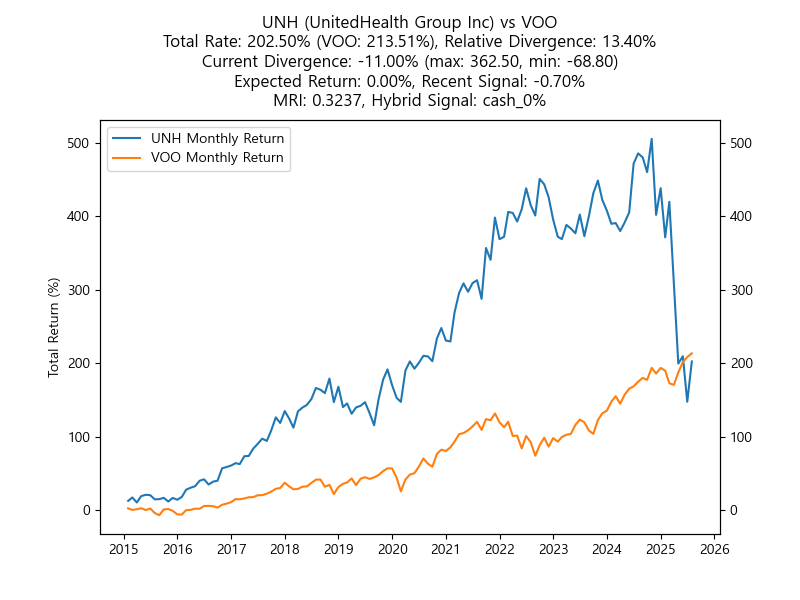 UNH (UnitedHealth Group Inc) vs VOO
Total Rate: 202.50% (VOO: 213.51%), Relative Divergence: 13.40%
Current Divergence: -11.00% (max: 362.50, min: -68.80)
Expected Return: 0.00%, Recent Signal: -0.70%
MRI: 0.3237, Hybrid Signal: cash_0%
UNH Monthly Return
VOO Monthly Return
Total Return (%)
500 500
400 400
300 300
200 200
100 100
0 0
2015 2016 2017 2018 2019 2020 2021 2022 2023 2024 2025 2026